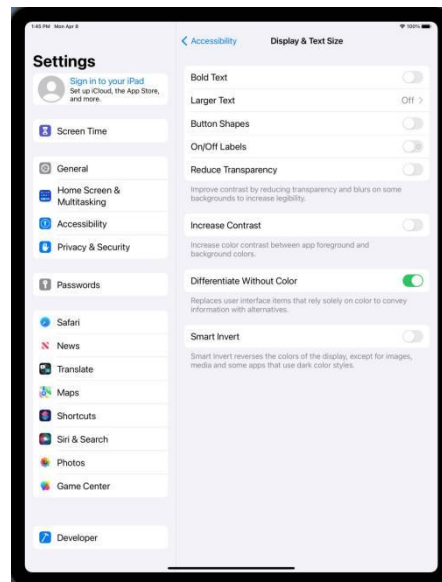 1:45 PM Mon Apr 8
100%
Settings
Sign in to your iPad
Set up iCloud, the App Store,
and more.
Screen Time
General
Home Screen &
Multitasking
Accessibility
Privacy & Security
Passwords
Safari
News
Translate
Maps
Shortcuts
Siri & Search
Photos
Game Center
Developer
Accessibility
Display & Text Size
Bold Text
Larger Text Off
Button Shapes
On/Off Labels
Reduce Transparency
Improve contrast by reducing transparency and blurs on some
backgrounds to increase legibility.
Increase Contrast
Increase color contrast between app foreground and
background colors.
Differentiate Without Color
Replaces user interface items that rely solely on color to convey
information with alternatives.
Smart Invert
Smart Invert reverses the colors of the display, except for images,
media and some apps that use dark color styles.